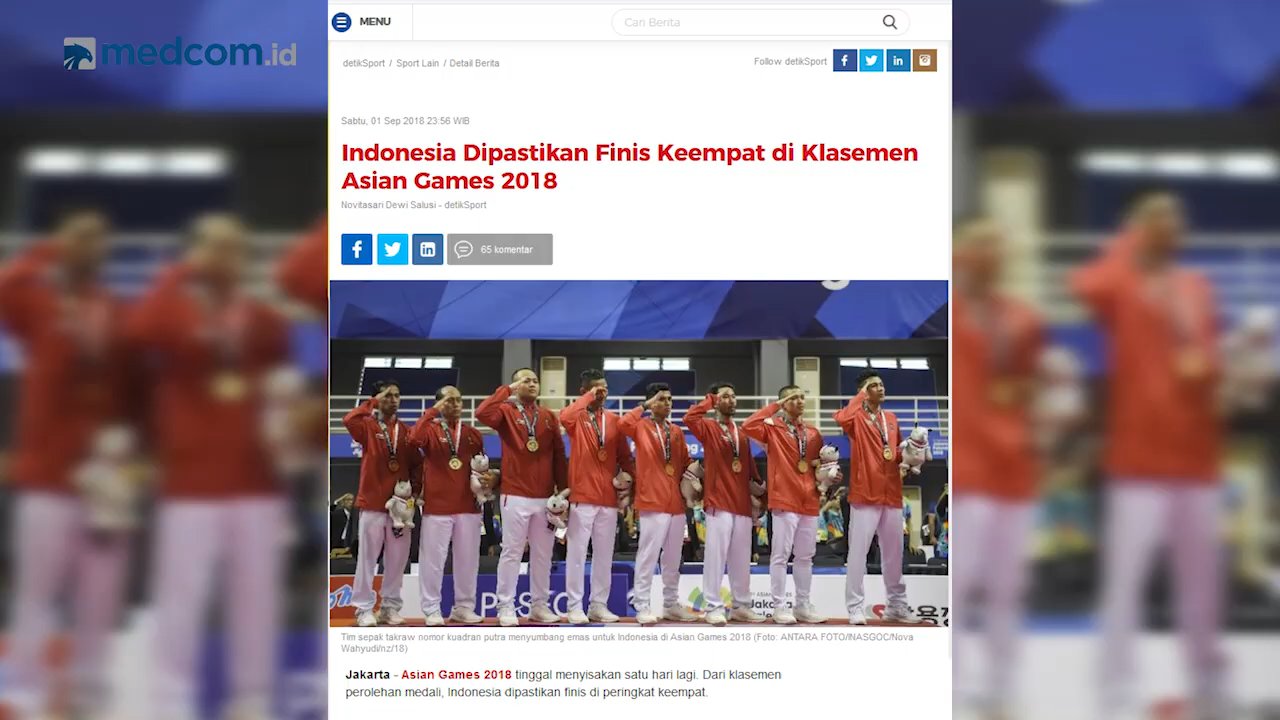 medcom.id
MENU
Cari Berita
detikSport / Sport Lain / Detail Berita
Follow detikSport
Sabtu, 01 Sep 2018 23:56 WIB
Indonesia Dipastikan Finis Keempat di Klasemen
Asian Games 2018
Novitasari Dewi Salusi - detikSport
65 komentar
Tim sepak takraw nomor kuadran putra menyumbang emas untuk Indonesia di Asian Games 2018 (Foto: ANTARA FOTO/INASGOC/Nova
Wahyudi/nz/18)
Jakarta - Asian Games 2018 tinggal menyisakan satu hari lagi. Dari klasemen
perolehan medali, Indonesia dipastikan finis di peringkat keempat.